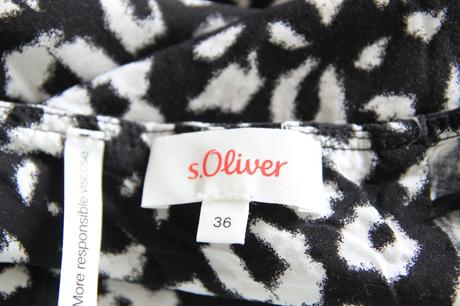 s.Oliver
36
More responsible viscose